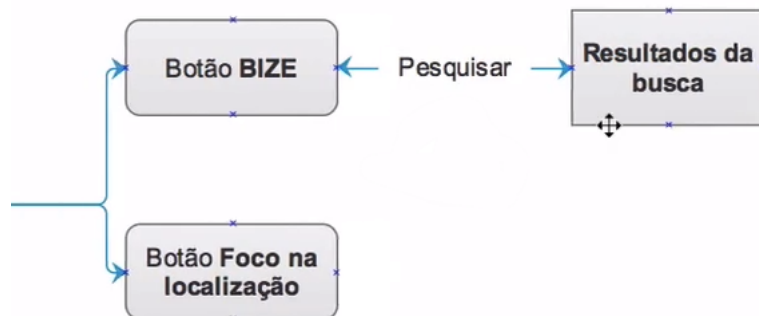 Botão BIZE
Pesquisar
Resultados da
busca
Botão Foco na
localização